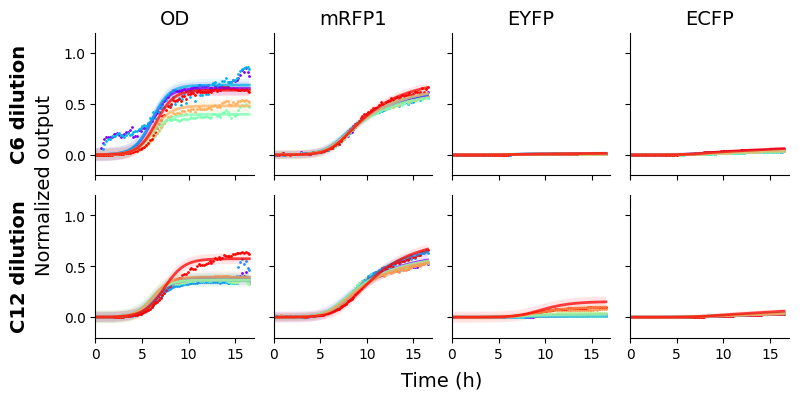 OD mRFP1 EYFP ECFP
C6 dilution
1.0
0.5
0.0
Normalized output
C12 dilution
1.0
0.5
0.0
0 5 10 15 0 5 10 15 0 5 10 15 0 5 10 15
Time (h)